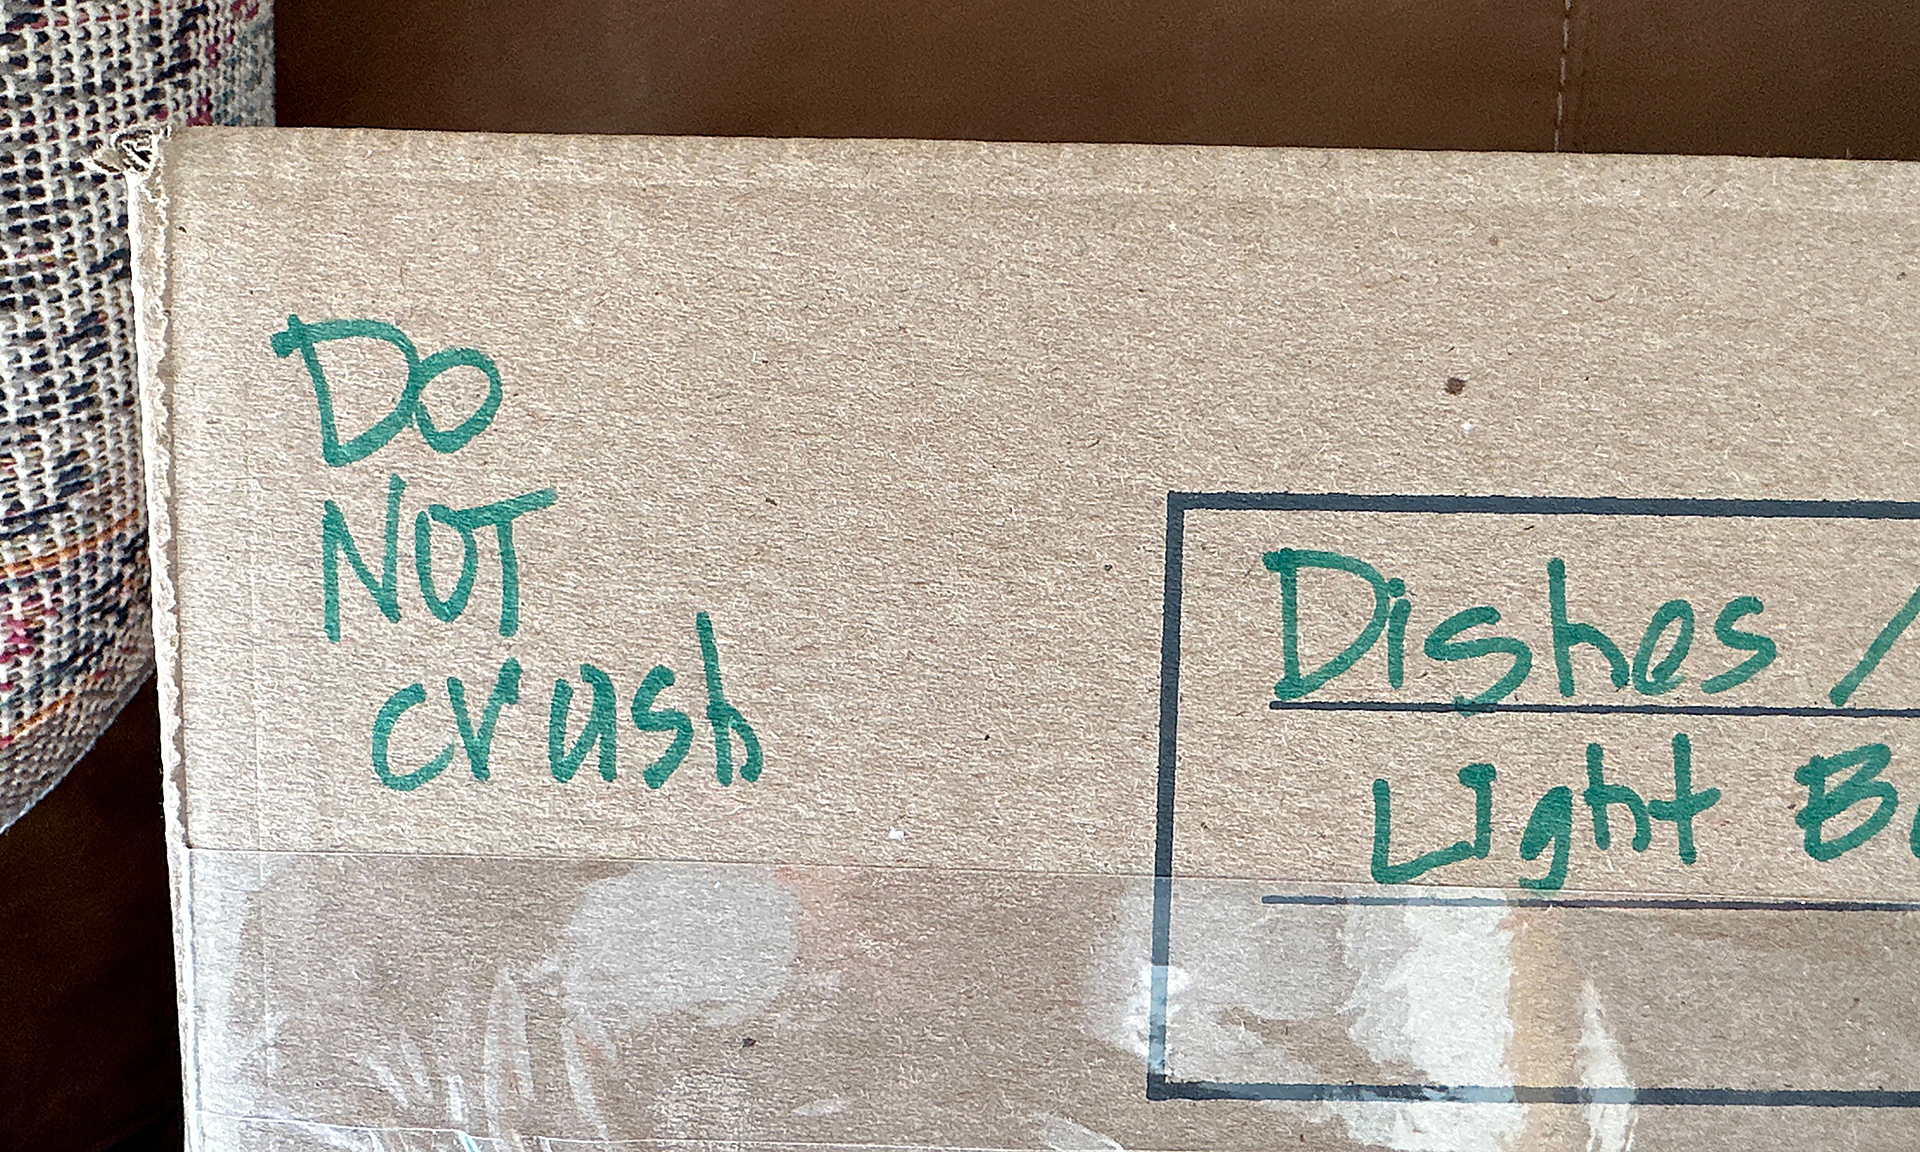 Do
NOT
crush
Dishes /
Light